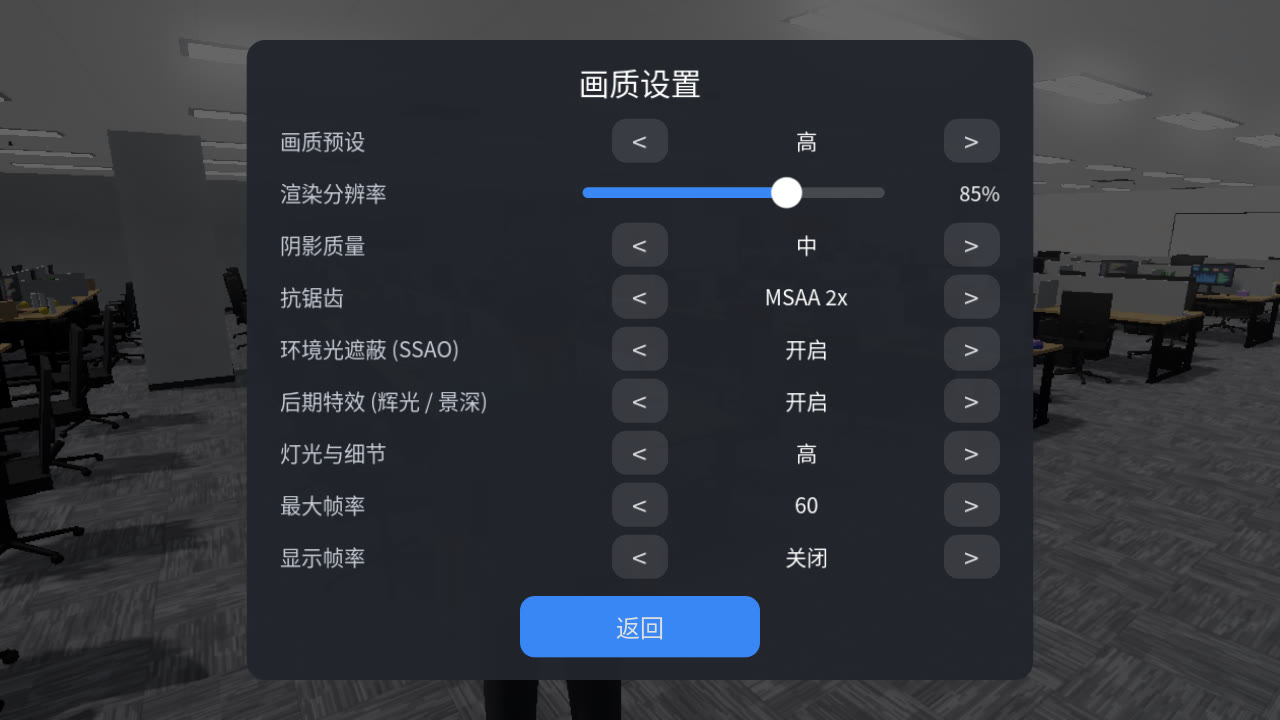 画质设置
画质预设 < 高 >
渲染分辨率 85%
阴影质量 < 中 >
抗锯齿 < MSAA 2x >
环境光遮蔽 (SSAO) < 开启 >
后期特效 (辉光 / 景深) < 开启 >
灯光与细节 < 高 >
最大帧率 < 60 >
显示帧率 < 关闭 >
返回